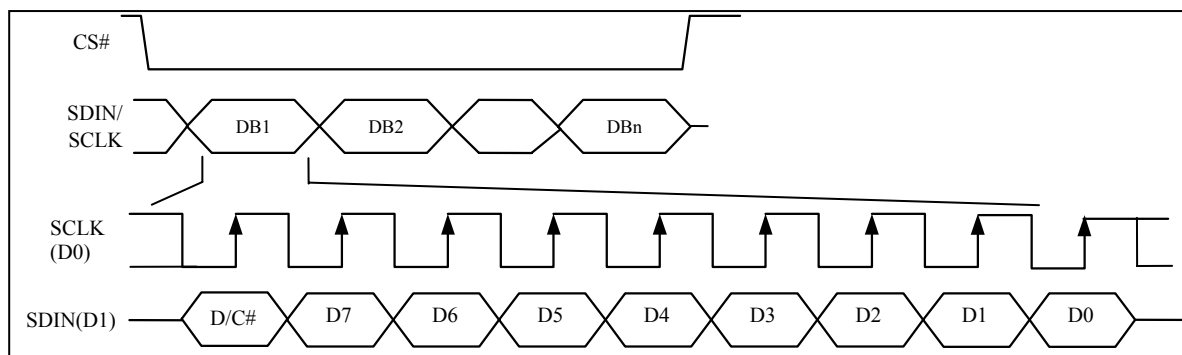 CS#
SDIN/
SCLK
DB1 DB2 DBn
SCLK
(D0)
SDIN(D1) D/C# D7 D6 D5 D4 D3 D2 D1 D0